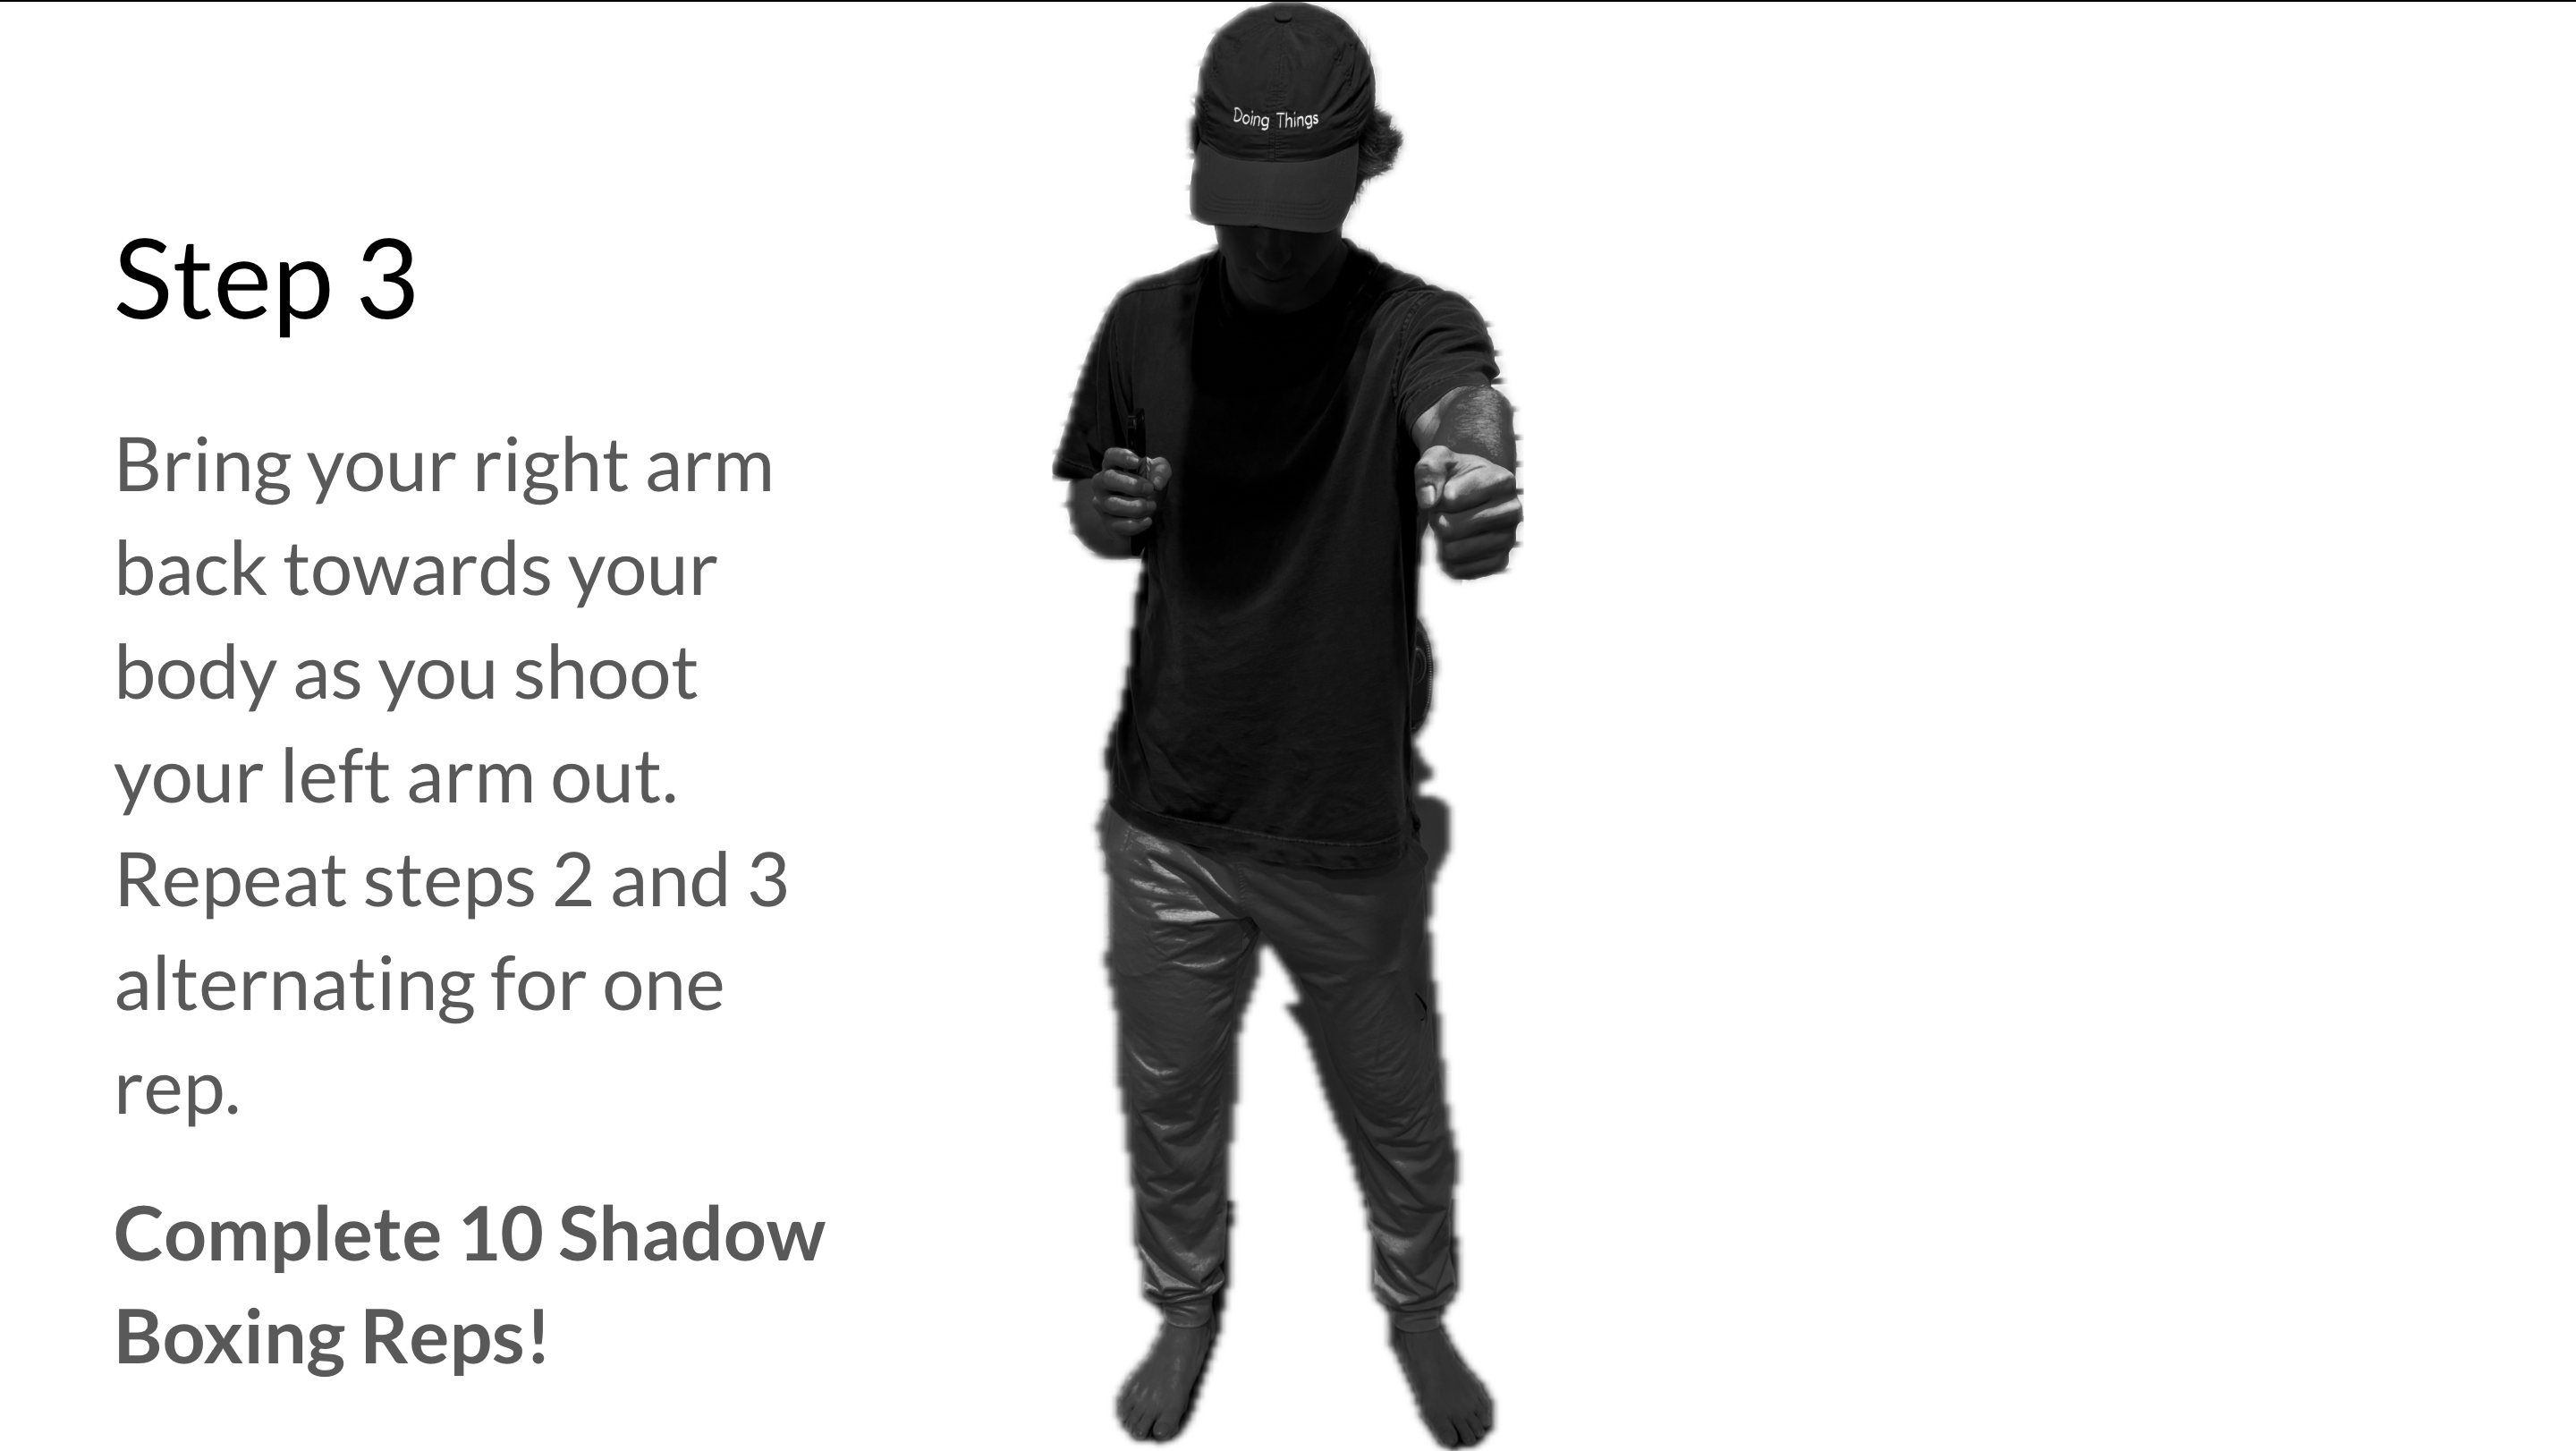 Doing Things
Step 3
Bring your right arm
back towards your
body as you shoot
your left arm out.
Repeat steps 2 and 3
alternating for one
rep.
Complete 10 Shadow
Boxing Reps!